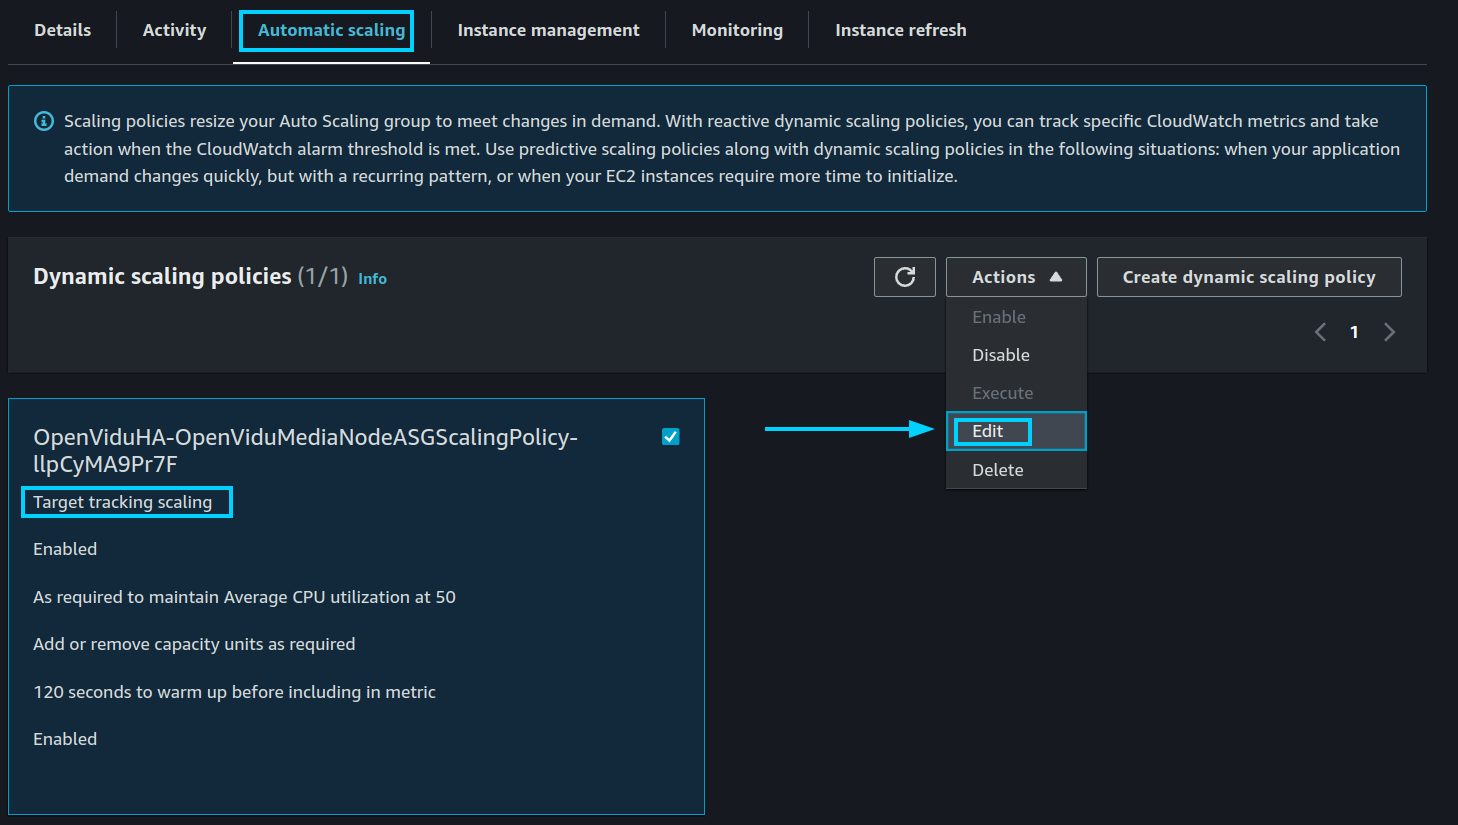 Details
Activity
Automatic scaling
Instance management
Monitoring
Instance refresh
Scaling policies resize your Auto Scaling group to meet changes in demand. With reactive dynamic scaling policies, you can track specific CloudWatch metrics and take
action when the CloudWatch alarm threshold is met. Use predictive scaling policies along with dynamic scaling policies in the following situations: when your application
demand changes quickly, but with a recurring pattern, or when your EC2 instances require more time to initialize.
Dynamic scaling policies (1/1) Info
Actions
Create dynamic scaling policy
Enable
Disable
Execute
Edit
Delete
1
OpenViduHA-OpenViduMediaNodeASGScalingPolicy-
llpCyMA9Pr7F
Target tracking scaling
Enabled
As required to maintain Average CPU utilization at 50
Add or remove capacity units as required
120 seconds to warm up before including in metric
Enabled